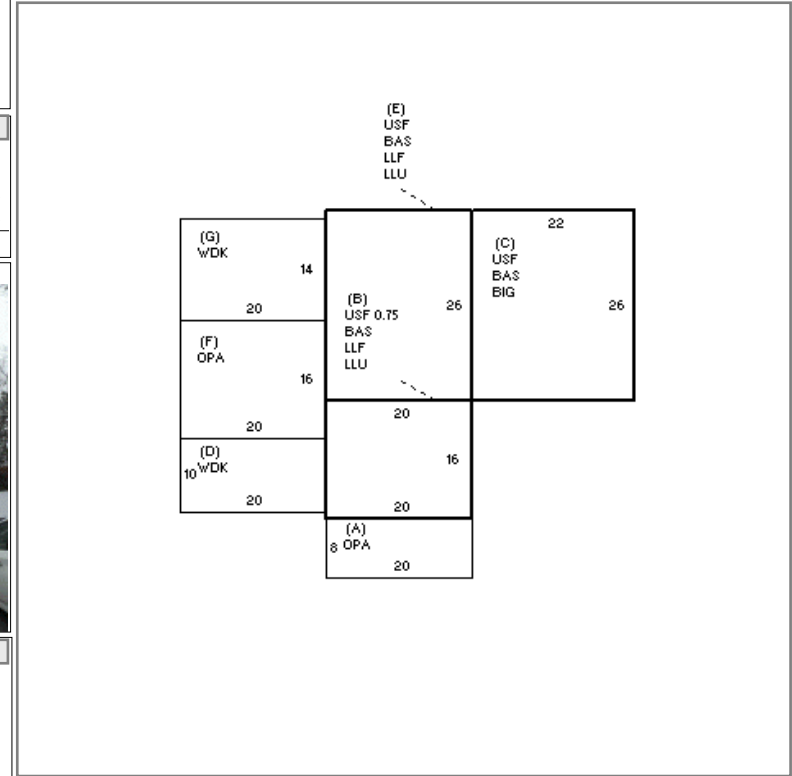 (E)
USF
BAS
LLF
LLU
22
(G)
WDK
(C)
USF
BAS
BIG
14
(B)
USF 0.75
BAS
LLF
LLU
26
26
20
(F)
OPA
16
20
20
(D)
WDK
10
16
20
20
(A)
OPA
8
20